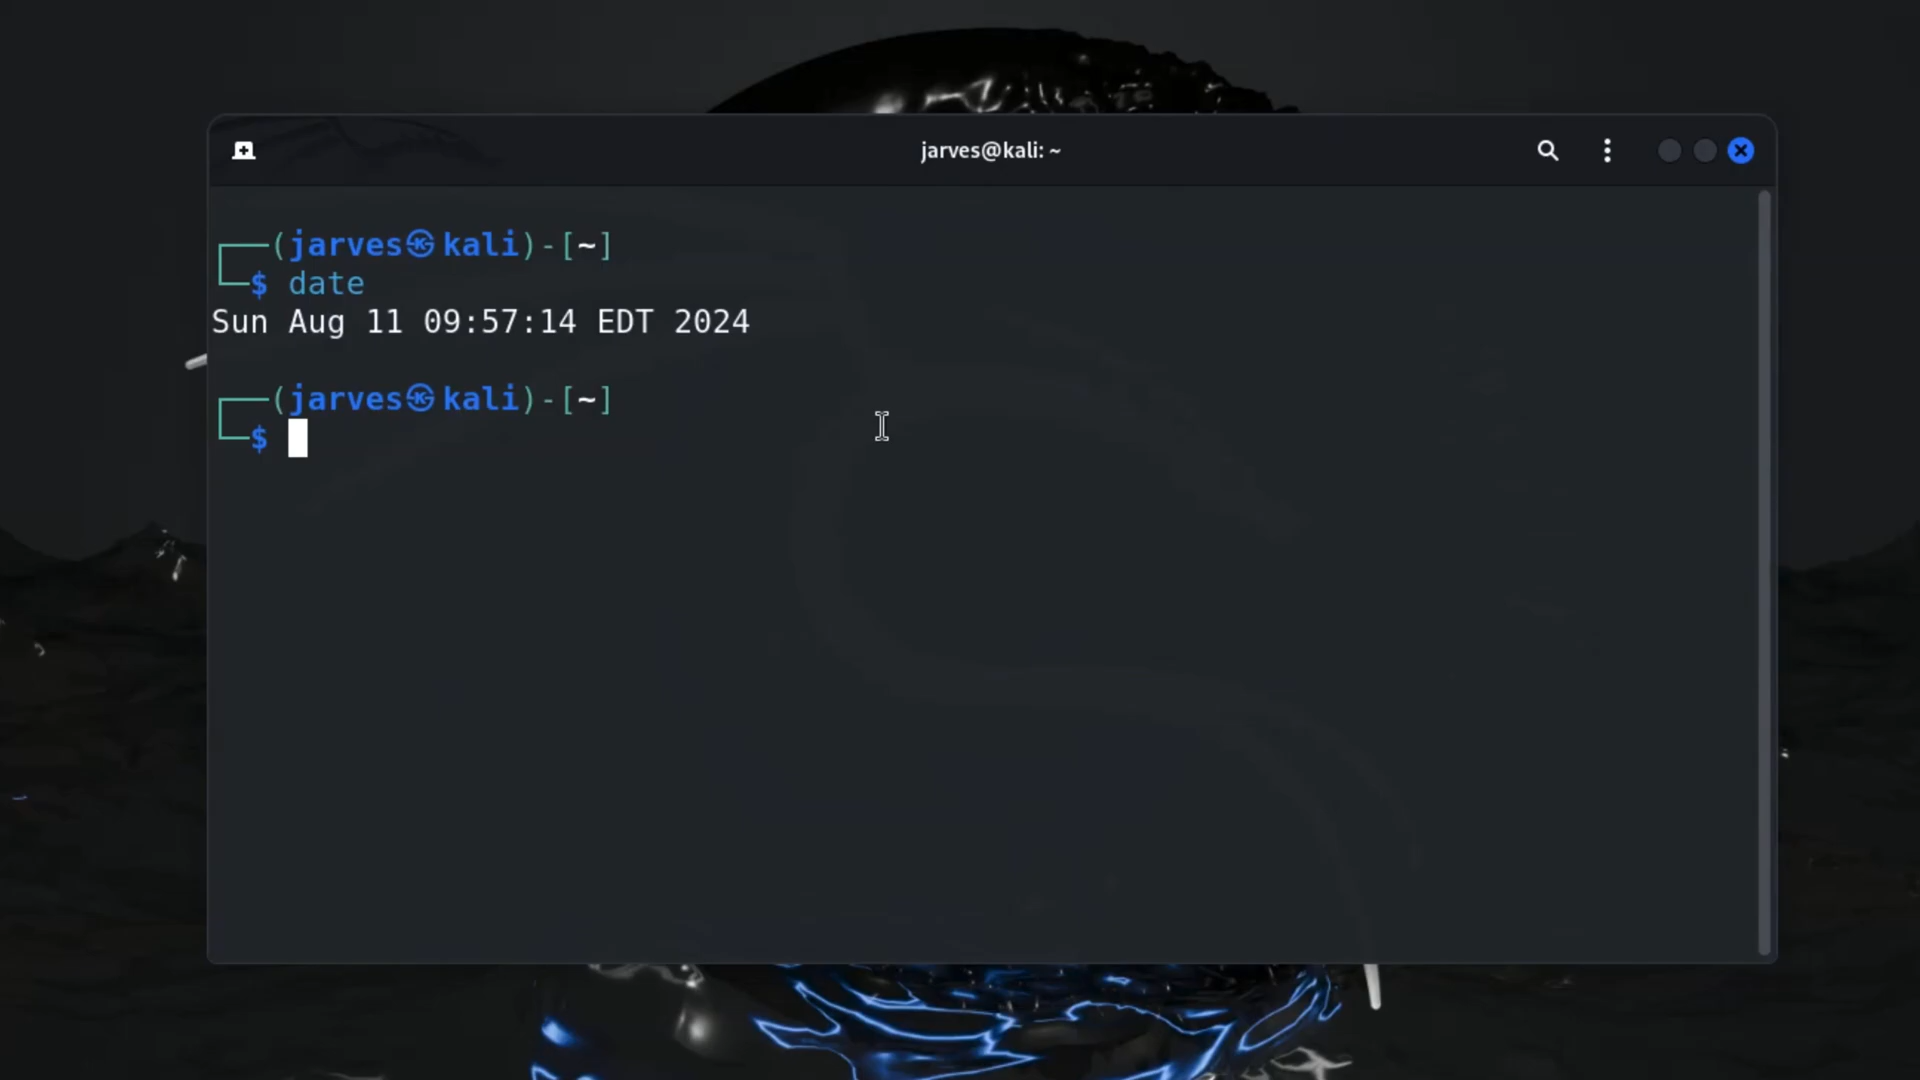 jarves@kali: ~
┌──(jarves㉿kali)-[~]
└─$ date
Sun Aug 11 09:57:14 EDT 2024
┌──(jarves㉿kali)-[~]
└─$